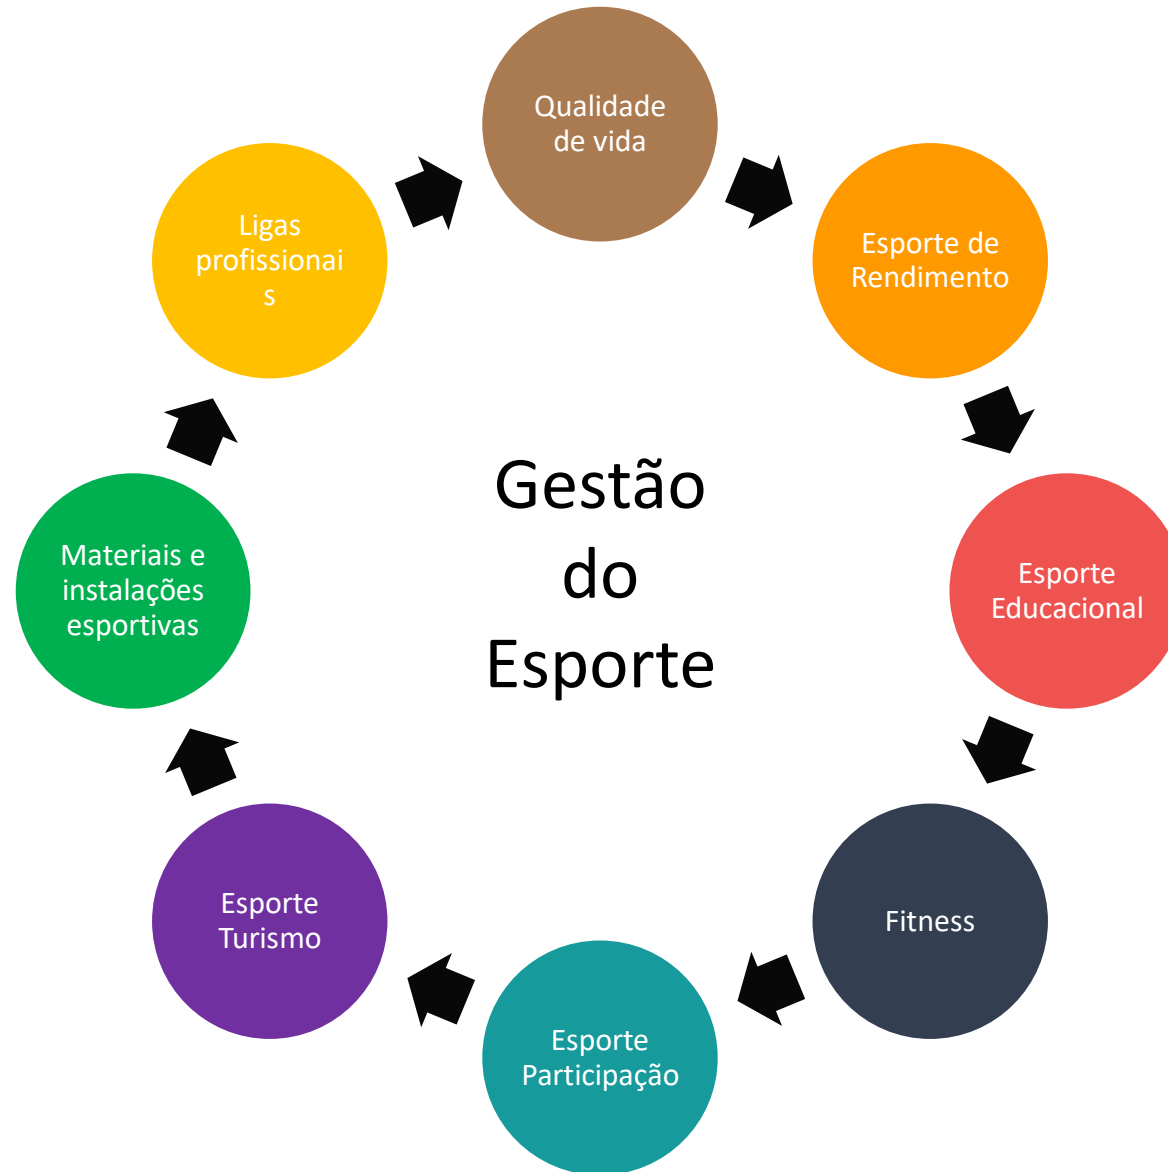 Qualidade
de vida
Esporte de
Rendimento
Esporte
Educacional
Fitness
Esporte
Participação
Esporte
Turismo
Materiais e
instalações
esportivas
Ligas
profissionai
s
Gestão
do
Esporte